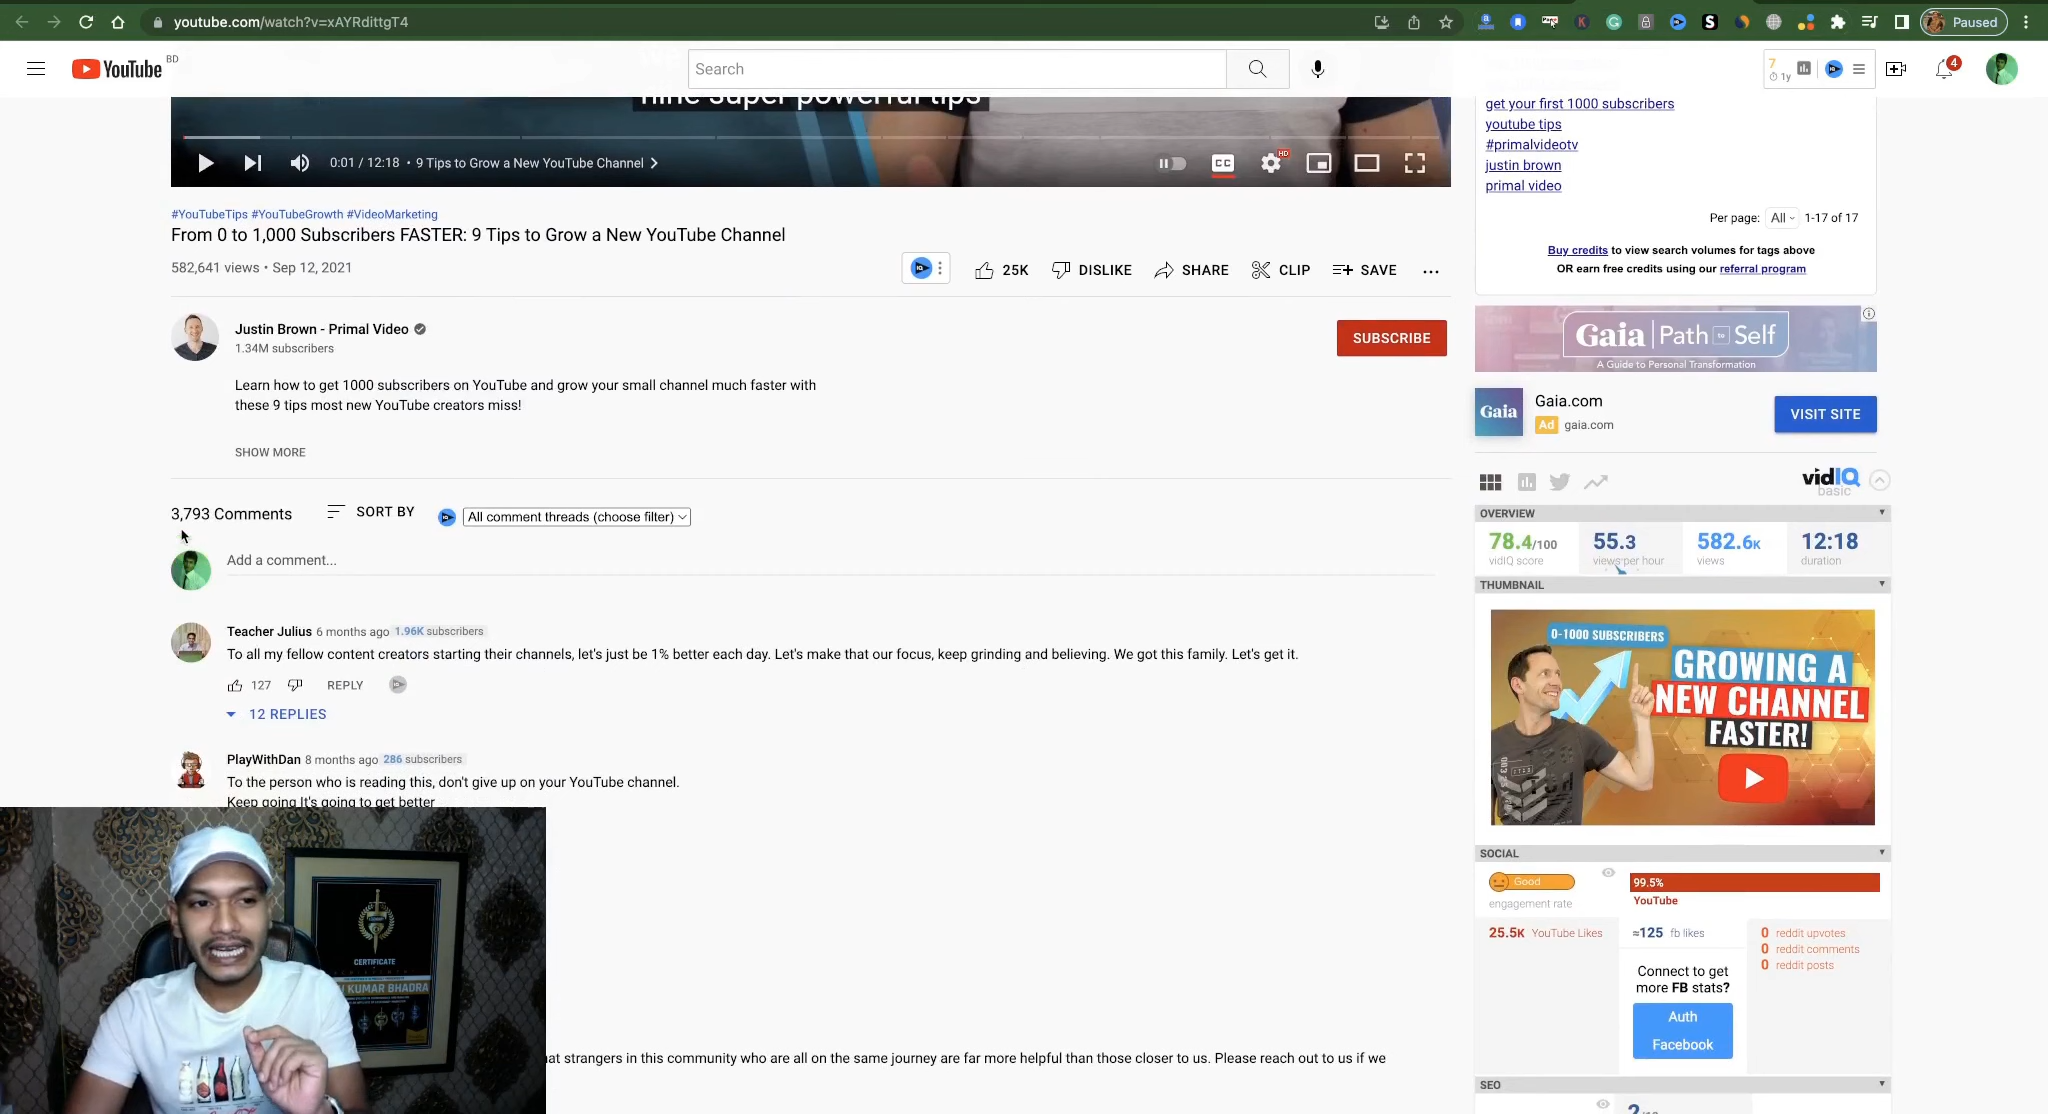 youtube.com/watch?v=xAYRdittgT4
Paused
YouTube BD
Search
7
1y
4
nine super powerful tips
0:01 / 12:18 • 9 Tips to Grow a New YouTube Channel
CC
HD
get your first 1000 subscribers
youtube tips
#primalvideotv
justin brown
primal video
Per page: All 1-17 of 17
Buy credits to view search volumes for tags above
OR earn free credits using our referral program
#YouTubeTips #YouTubeGrowth #VideoMarketing
From 0 to 1,000 Subscribers FASTER: 9 Tips to Grow a New YouTube Channel
582,641 views • Sep 12, 2021
25K DISLIKE SHARE CLIP SAVE ...
Justin Brown - Primal Video
1.34M subscribers
SUBSCRIBE
Learn how to get 1000 subscribers on YouTube and grow your small channel much faster with
these 9 tips most new YouTube creators miss!
SHOW MORE
Gaia Path to Self
A Guide to Personal Transformation
Gaia
Gaia.com
Ad gaia.com
VISIT SITE
3,793 Comments SORT BY All comment threads (choose filter)
Add a comment...
Teacher Julius 6 months ago 1.96K subscribers
To all my fellow content creators starting their channels, let's just be 1% better each day. Let's make that our focus, keep grinding and believing. We got this family. Let's get it.
127 REPLY
12 REPLIES
PlayWithDan 8 months ago 286 subscribers
To the person who is reading this, don't give up on your YouTube channel.
Keep going It's going to get better
at strangers in this community who are all on the same journey are far more helpful than those closer to us. Please reach out to us if we
CERTIFICATE
KUMAR BHADRA
vidIQ
basic
OVERVIEW
78.4/100 55.3 582.6K 12:18
vidIQ score views per hour views duration
THUMBNAIL
0-1000 SUBSCRIBERS
GROWING A
NEW CHANNEL
FASTER!
SOCIAL
Good
engagement rate
99.5%
YouTube
25.5K YouTube Likes
≈125 fb likes
0 reddit upvotes
0 reddit comments
0 reddit posts
Connect to get
more FB stats?
Auth
Facebook
SEO